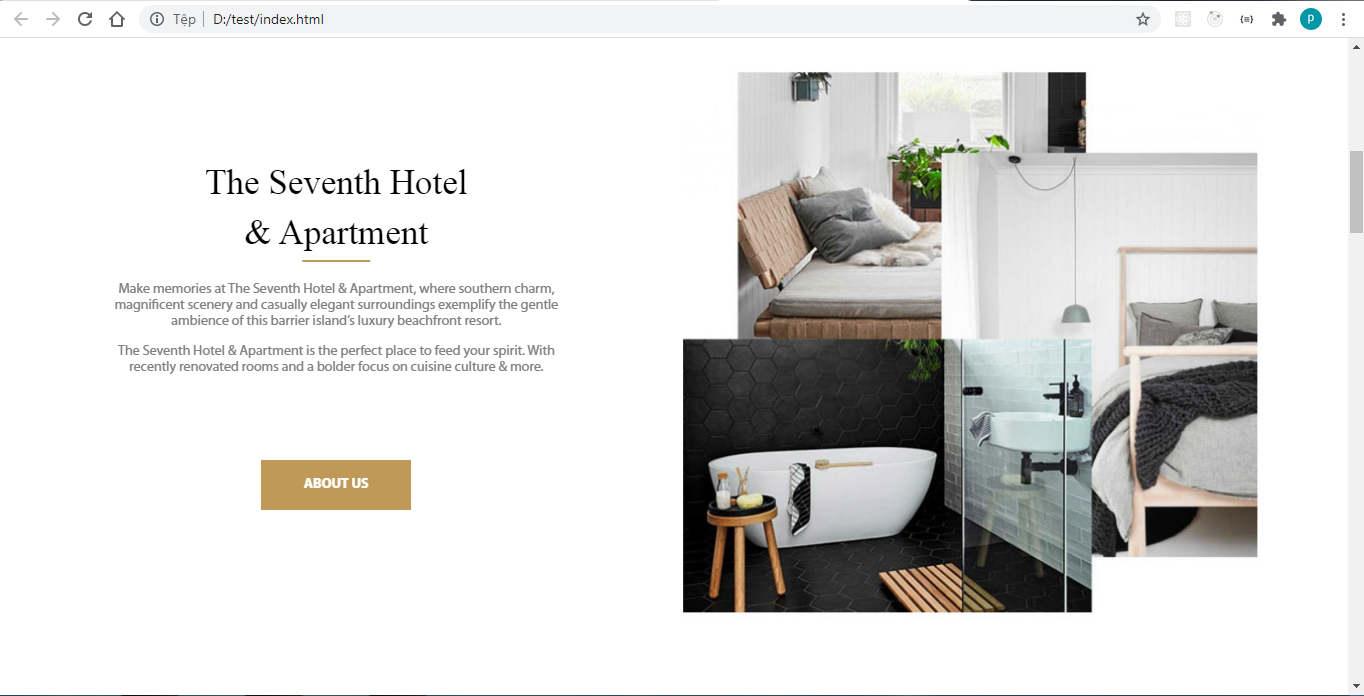 Tệp
D:/test/index.html
P
The Seventh Hotel
& Apartment
Make memories at The Seventh Hotel & Apartment, where southern charm,
magnificent scenery and casually elegant surroundings exemplify the gentle
ambience of this barrier island’s luxury beachfront resort.
The Seventh Hotel & Apartment is the perfect place to feed your spirit. With
recently renovated rooms and a bolder focus on cuisine culture & more.
ABOUT US